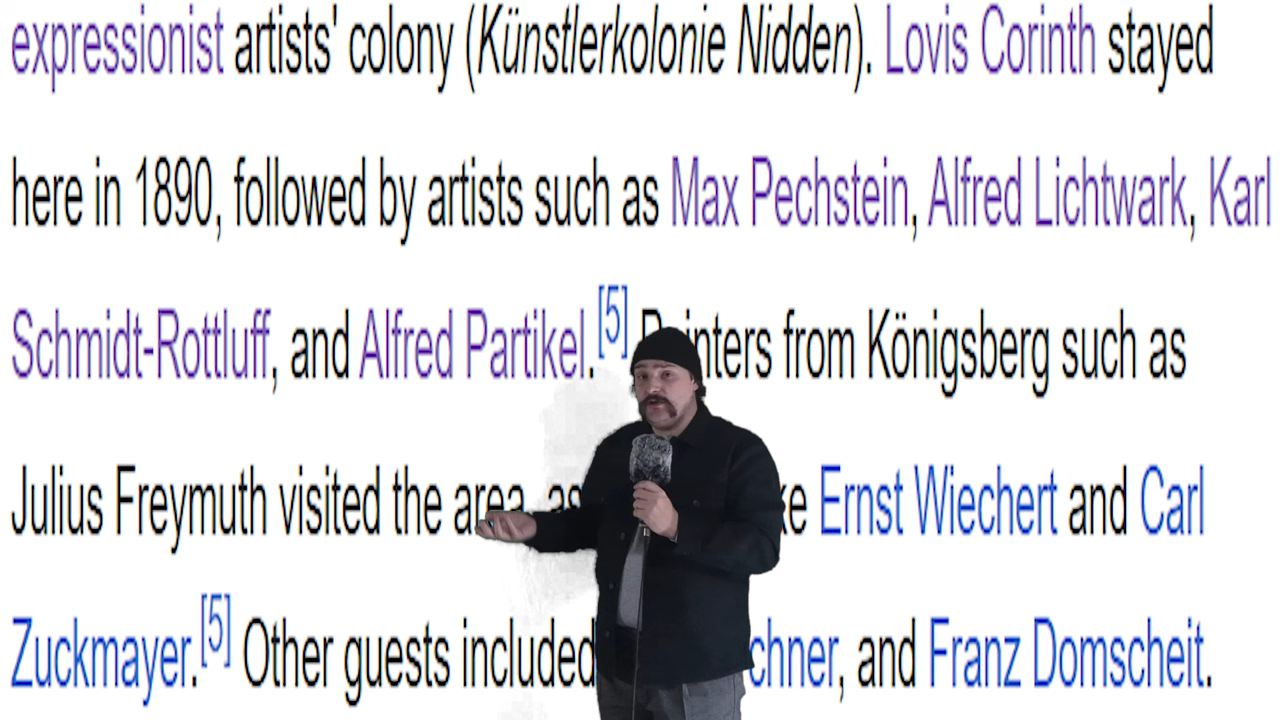 expressionist artists' colony (Künstlerkolonie Nidden). Lovis Corinth stayed
here in 1890, followed by artists such as Max Pechstein, Alfred Lichtwark, Karl
Schmidt-Rottluff, and Alfred Partikel.[5] Painters from Königsberg such as
Julius Freymuth visited the area, as Ernst Wiechert and Carl
Zuckmayer.[5] Other guests included and Franz Domscheit.